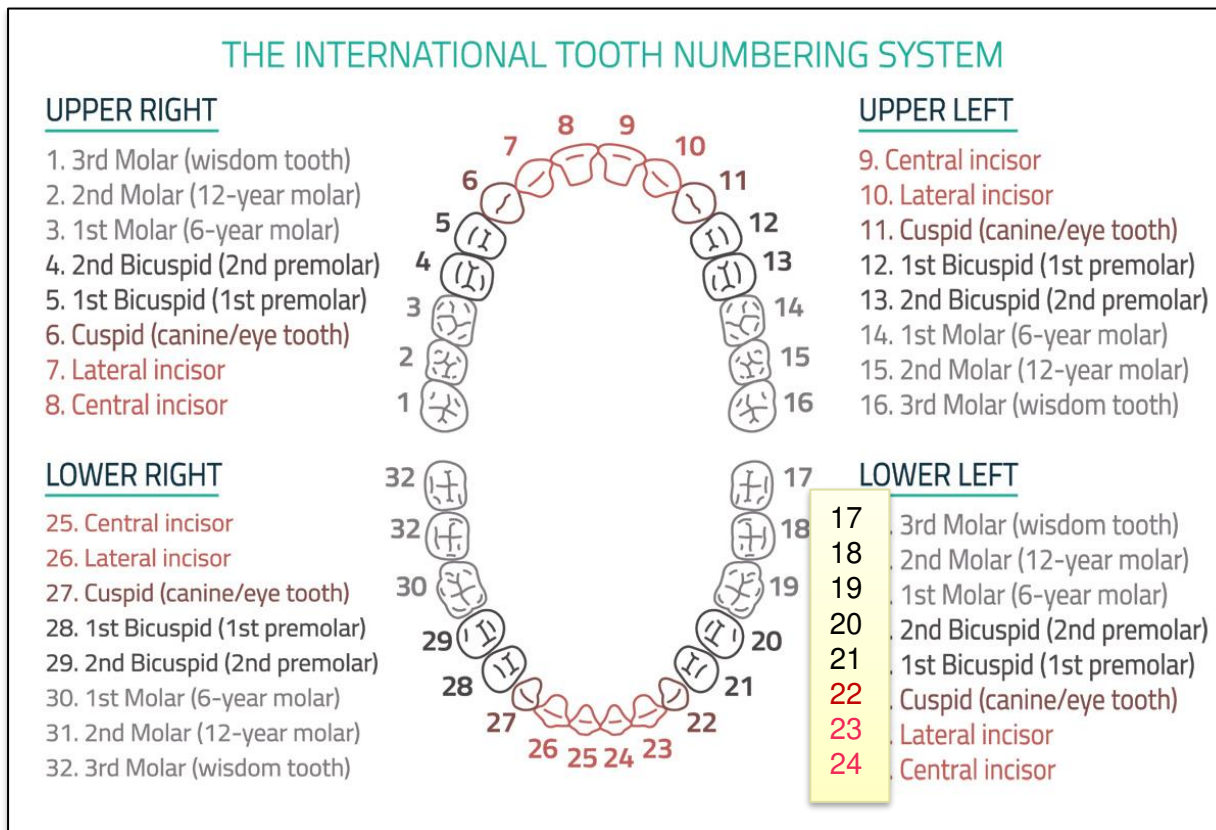 THE INTERNATIONAL TOOTH NUMBERING SYSTEM
UPPER RIGHT
1. 3rd Molar (wisdom tooth)
2. 2nd Molar (12-year molar)
3. 1st Molar (6-year molar)
4. 2nd Bicuspid (2nd premolar)
5. 1st Bicuspid (1st premolar)
6. Cuspid (canine/eye tooth)
7. Lateral incisor
8. Central incisor
8
9
7
10
6
11
5
12
4
13
3
14
2
15
1
16
UPPER LEFT
9. Central incisor
10. Lateral incisor
11. Cuspid (canine/eye tooth)
12. 1st Bicuspid (1st premolar)
13. 2nd Bicuspid (2nd premolar)
14. 1st Molar (6-year molar)
15. 2nd Molar (12-year molar)
16. 3rd Molar (wisdom tooth)
LOWER RIGHT
25. Central incisor
26. Lateral incisor
27. Cuspid (canine/eye tooth)
28. 1st Bicuspid (1st premolar)
29. 2nd Bicuspid (2nd premolar)
30. 1st Molar (6-year molar)
31. 2nd Molar (12-year molar)
32. 3rd Molar (wisdom tooth)
32
17
32
18
30
19
29
20
28
21
27
22
26
25
24
23
LOWER LEFT
17. 3rd Molar (wisdom tooth)
18. 2nd Molar (12-year molar)
19. 1st Molar (6-year molar)
20. 2nd Bicuspid (2nd premolar)
21. 1st Bicuspid (1st premolar)
22. Cuspid (canine/eye tooth)
23. Lateral incisor
24. Central incisor